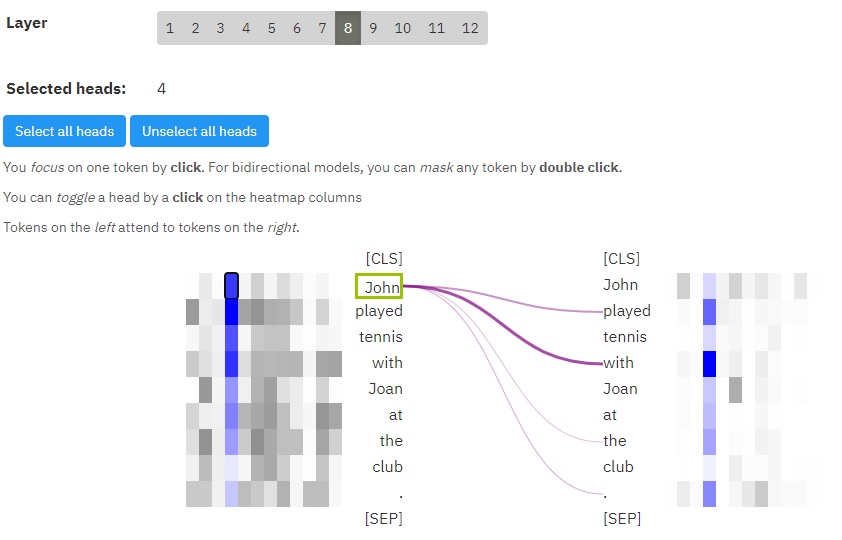 Layer 1 2 3 4 5 6 7 8 9 10 11 12
Selected heads: 4
Select all heads Unselect all heads
You focus on one token by click. For bidirectional models, you can mask any token by double click.
You can toggle a head by a click on the heatmap columns
Tokens on the left attend to tokens on the right.
[CLS] [CLS]
John John
played played
tennis tennis
with with
Joan Joan
at at
the the
club club
. .
[SEP] [SEP]